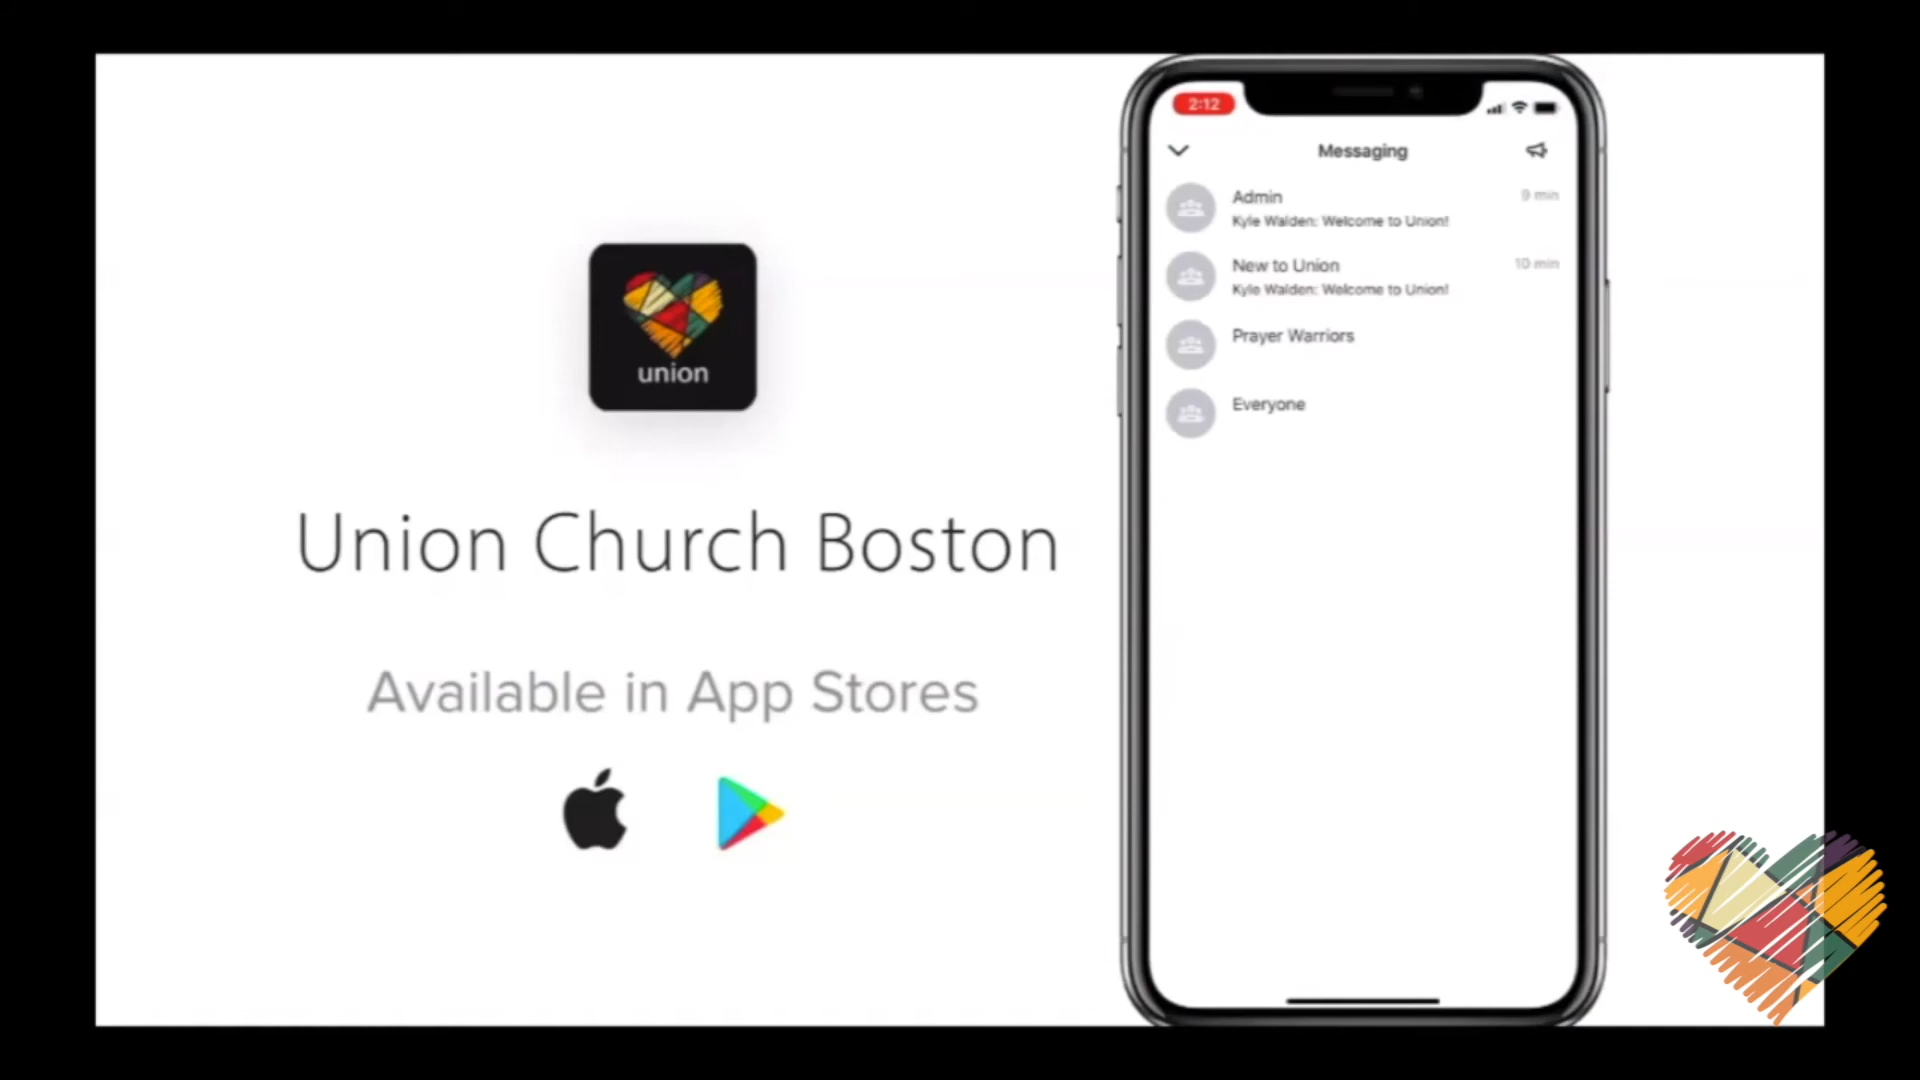 union
Union Church Boston
Available in App Stores
2:12
Messaging
Admin
9 min
Kyle Walden: Welcome to Union!
New to Union
10 min
Kyle Walden: Welcome to Union!
Prayer Warriors
Everyone